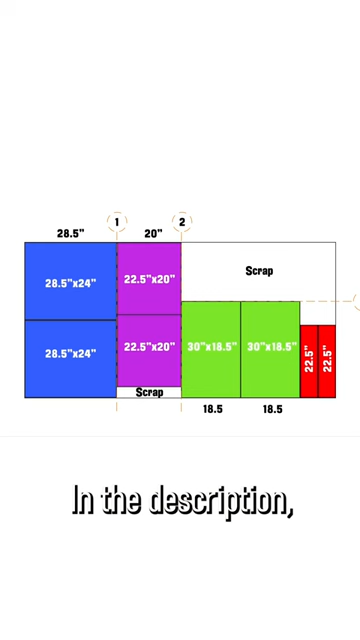 1
2
28.5"
20"
28.5"x24"
22.5"x20"
Scrap
28.5"x24"
22.5"x20"
30"x18.5"
30"x18.5"
22.5"
22.5"
Scrap
18.5
18.5
In the description,